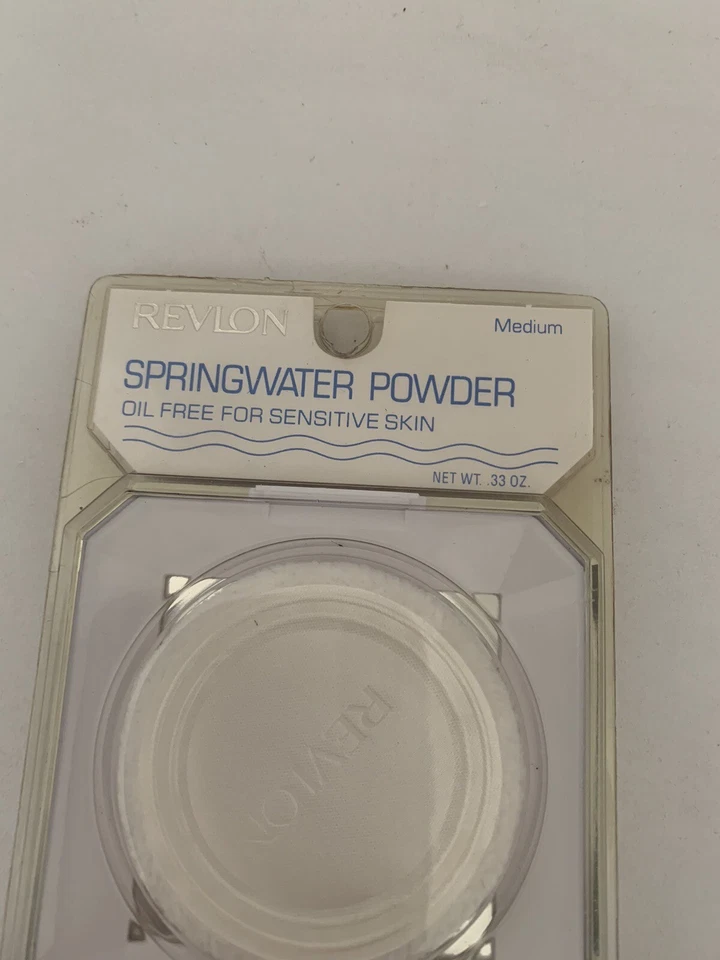 REVLON
Medium
SPRINGWATER POWDER
OIL FREE FOR SENSITIVE SKIN
NET WT. .33 OZ.
REVLON